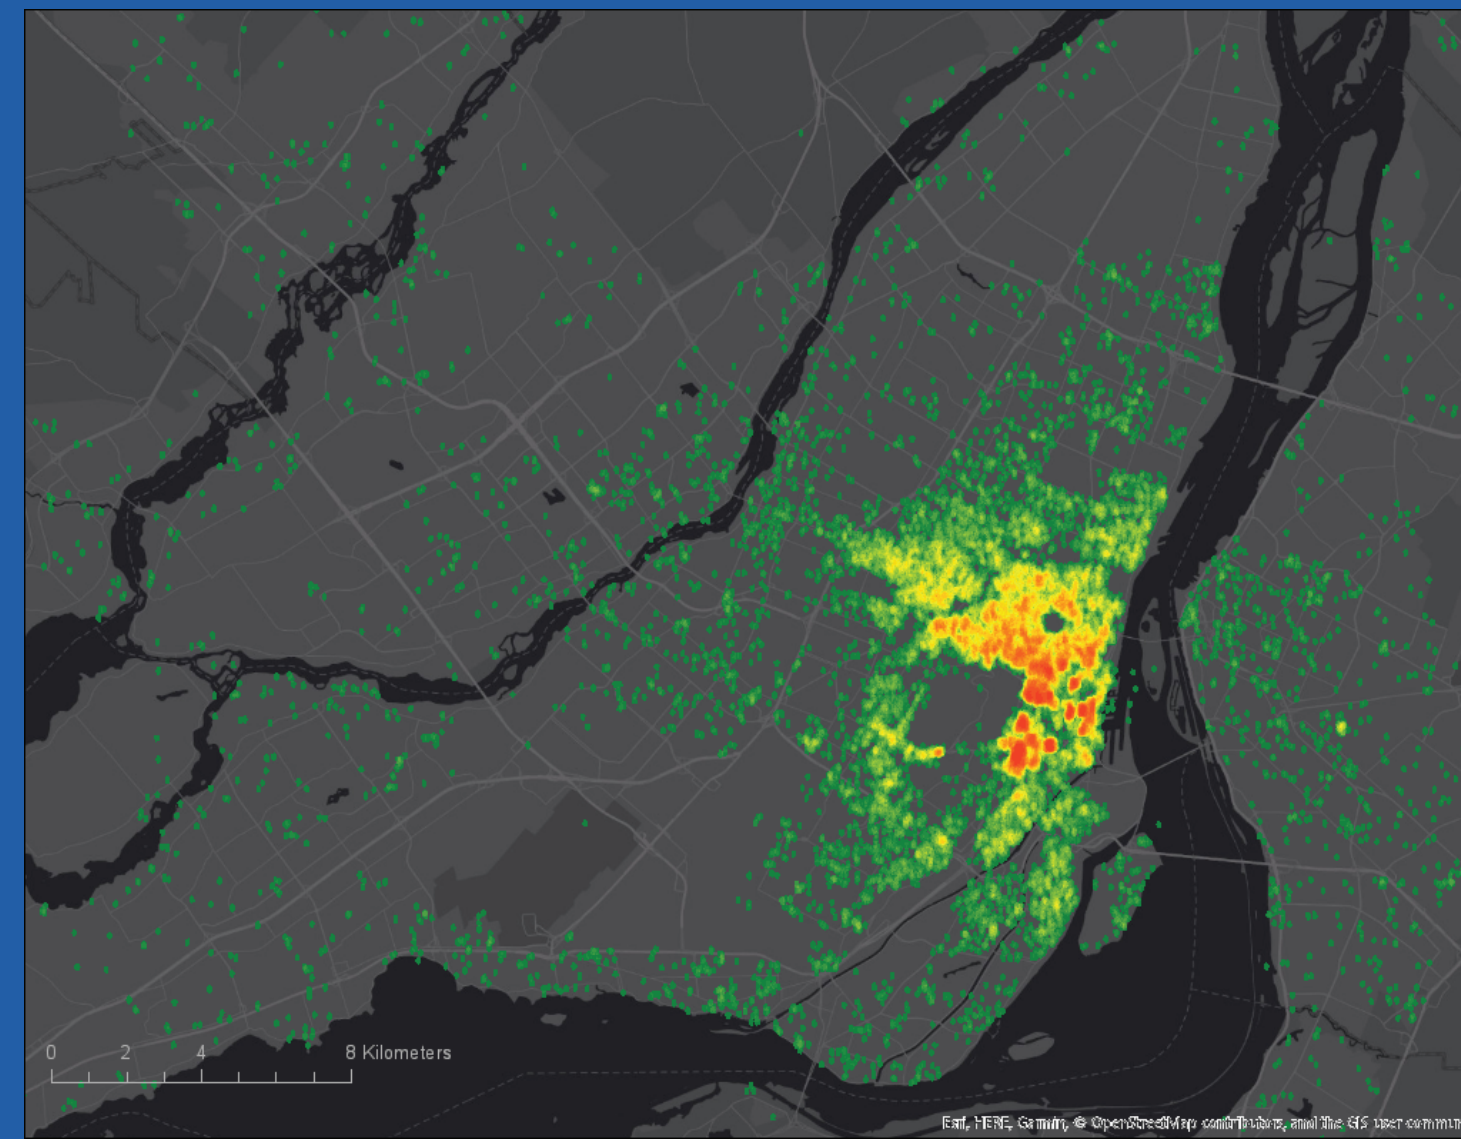 0 2 4 8 Kilometers
Esri, HERE, Garmin, © OpenStreetMap contributors, and the GIS user commun